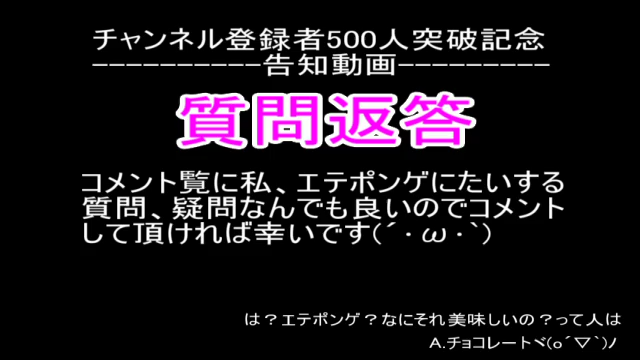 チャンネル登録者500人突破記念
ーーーーーーーーーー告知動画ーーーーーーーーー
質問返答
コメント覧に私、エテポンゲにたいする
質問、疑問なんでも良いのでコメント
して頂ければ幸いです(´・ω・`)
は？エテポンゲ？なにそれ美味しいの？って人は
A.チョコレートヾ(o´▽`)ﾉ